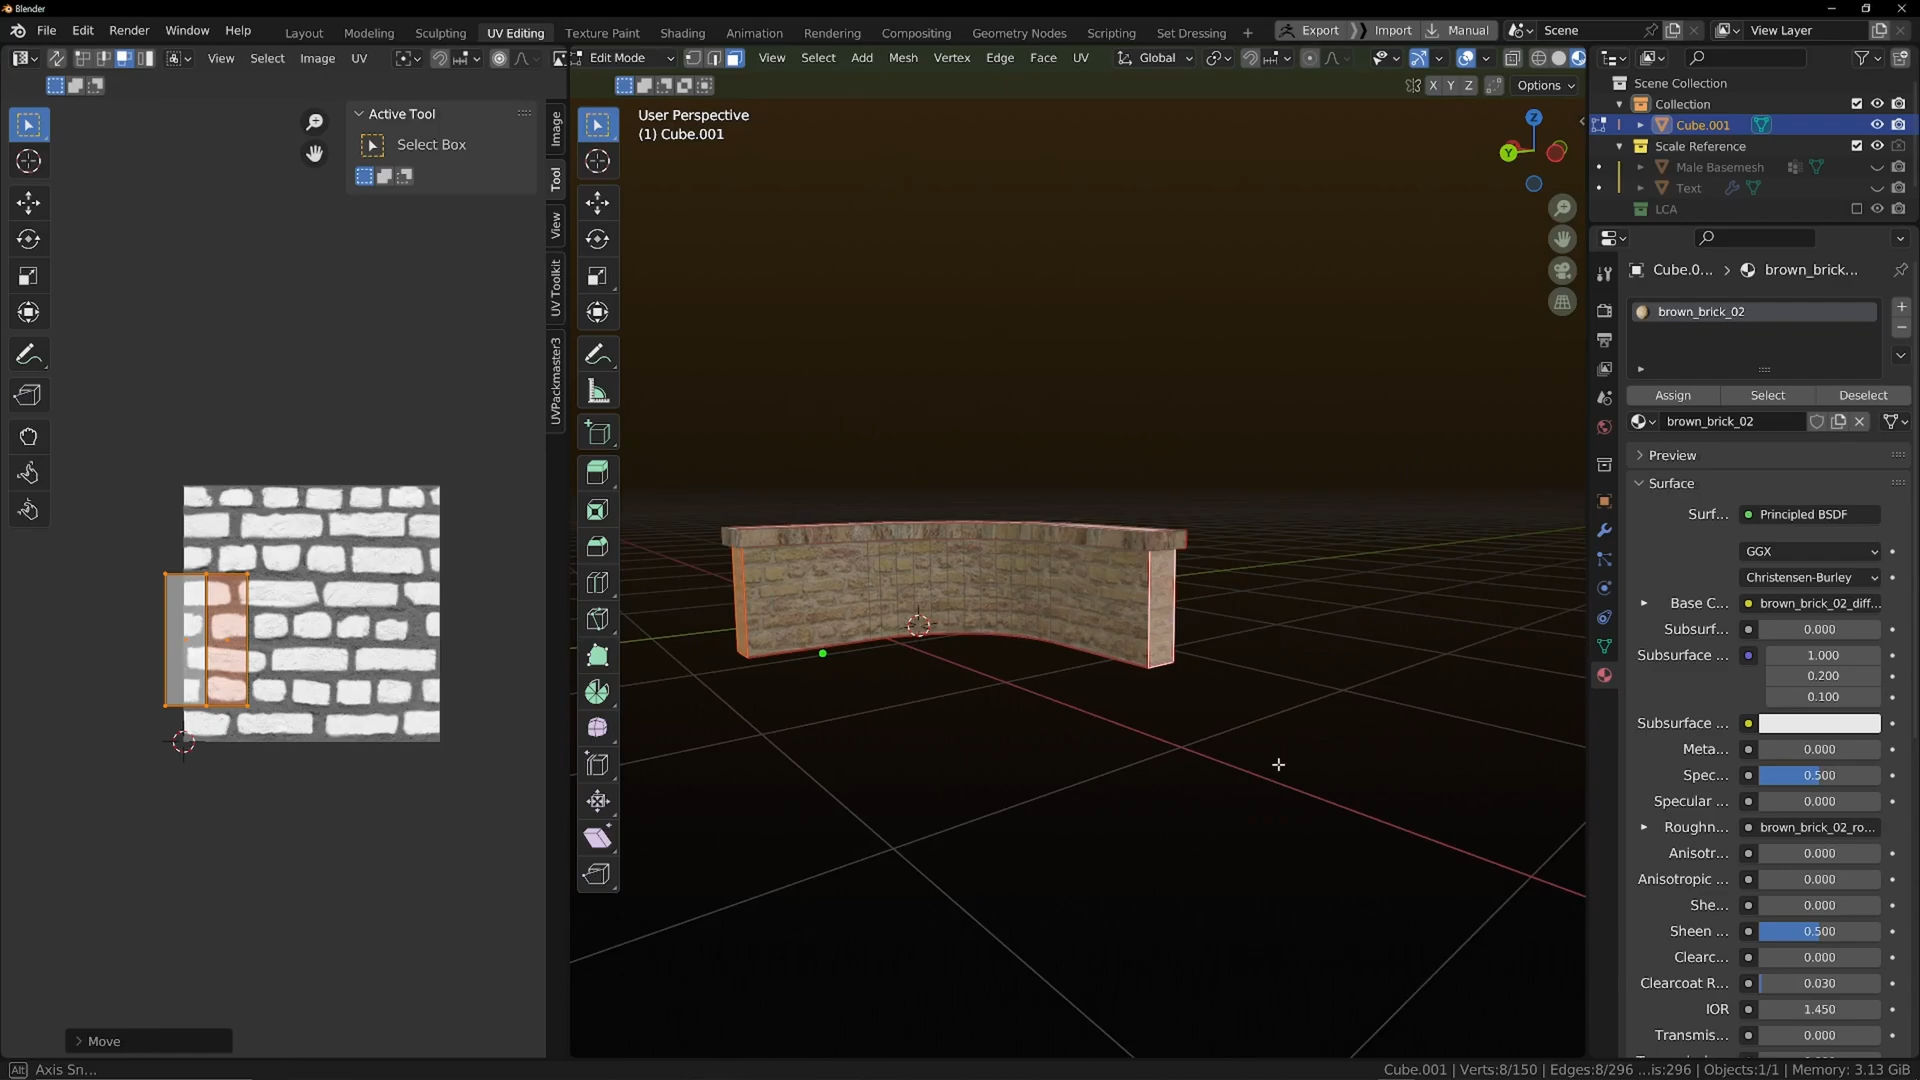 Blender
File Edit Render Window Help
Layout Modeling Sculpting UV Editing Texture Paint Shading Animation Rendering Compositing Geometry Nodes Scripting Set Dressing +
Export Import Manual
Scene
View Layer
View Select Image UV
Edit Mode
View Select Add Mesh Vertex Edge Face UV
Global
X Y Z
Options
Active Tool
Select Box
Image
Tool
View
UV Toolkit
UVPackmaster3
Move
User Perspective
(1) Cube.001
Z
Y
Scene Collection
Collection
Cube.001
Scale Reference
Male Basemesh
Text
LCA
Cube.0... > brown_brick...
brown_brick_02
Assign Select Deselect
brown_brick_02
Preview
Surface
Surf... Principled BSDF
GGX
Christensen-Burley
Base C... brown_brick_02_diff...
Subsurf... 0.000
Subsurface ... 1.000
0.200
0.100
Subsurface ...
Meta... 0.000
Spec... 0.500
Specular ... 0.000
Roughn... brown_brick_02_ro...
Anisotr... 0.000
Anisotropic ... 0.000
She... 0.000
Sheen ... 0.500
Clearc... 0.000
Clearcoat R... 0.030
IOR 1.450
Transmis... 0.000
Alt Axis Sn...
Cube.001 | Verts:8/150 | Edges:8/296 ...is:296 | Objects:1/1 | Memory: 3.13 GiB